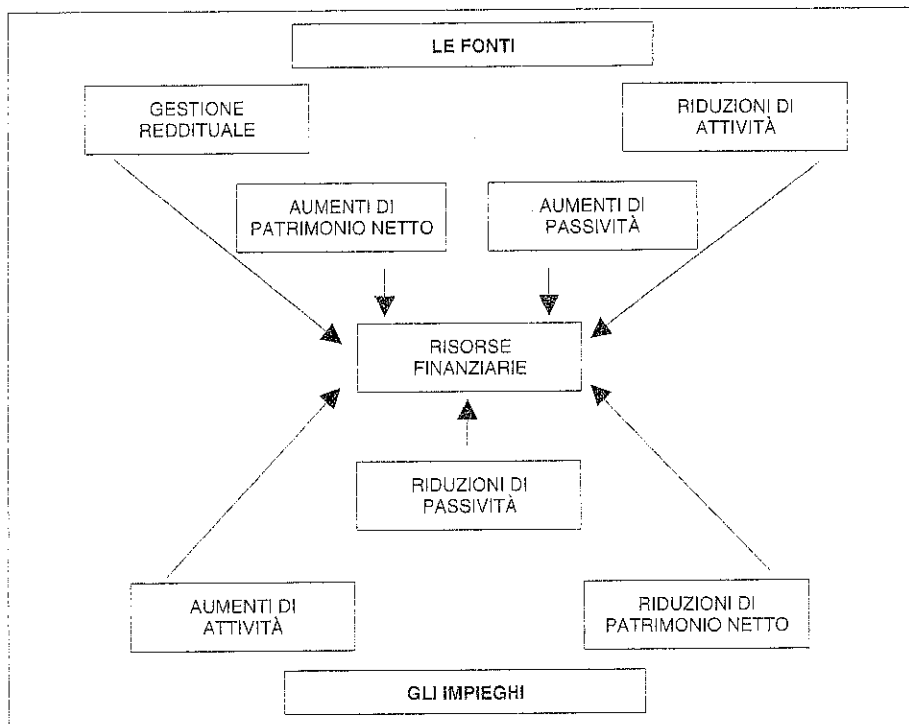 LE FONTI
GESTIONE
REDDITUALE
RIDUZIONI DI
ATTIVITÀ
AUMENTI DI
PATRIMONIO NETTO
AUMENTI DI
PASSIVITÀ
RISORSE
FINANZIARIE
RIDUZIONI DI
PASSIVITÀ
AUMENTI DI
ATTIVITÀ
RIDUZIONI DI
PATRIMONIO NETTO
GLI IMPIEGHI